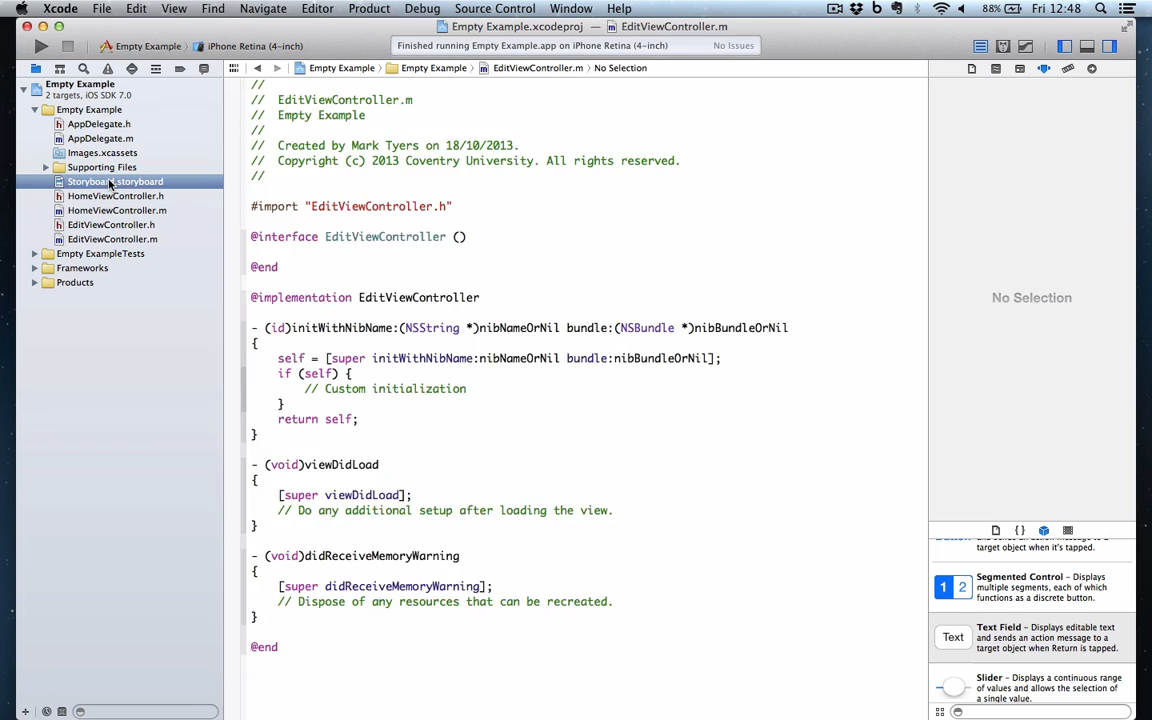 Xcode File Edit View Find Navigate Editor Product Debug Source Control Window Help 88% Fri 12:48
Empty Example.xcodeproj — EditViewController.m
Empty Example iPhone Retina (4-inch)
Finished running Empty Example.app on iPhone Retina (4-inch) No Issues
Empty Example Empty Example EditViewController.m No Selection
Empty Example
2 targets, iOS SDK 7.0
Empty Example
AppDelegate.h
AppDelegate.m
Images.xcassets
Supporting Files
Storyboard.storyboard
HomeViewController.h
HomeViewController.m
EditViewController.h
EditViewController.m
Empty ExampleTests
Frameworks
Products
//
// EditViewController.m
// Empty Example
//
// Created by Mark Tyers on 18/10/2013.
// Copyright (c) 2013 Coventry University. All rights reserved.
//
#import "EditViewController.h"
@interface EditViewController ()
@end
@implementation EditViewController
- (id)initWithNibName:(NSString *)nibNameOrNil bundle:(NSBundle *)nibBundleOrNil
{
self = [super initWithNibName:nibNameOrNil bundle:nibBundleOrNil];
if (self) {
// Custom initialization
}
return self;
}
- (void)viewDidLoad
{
[super viewDidLoad];
// Do any additional setup after loading the view.
}
- (void)didReceiveMemoryWarning
{
[super didReceiveMemoryWarning];
// Dispose of any resources that can be recreated.
}
@end
No Selection
target object when it's tapped.
1 2
Segmented Control – Displays
multiple segments, each of which
functions as a discrete button.
Text
Text Field – Displays editable text
and sends an action message to a
target object when Return is tapped.
Slider – Displays a continuous range
of values and allows the selection of
a single value.